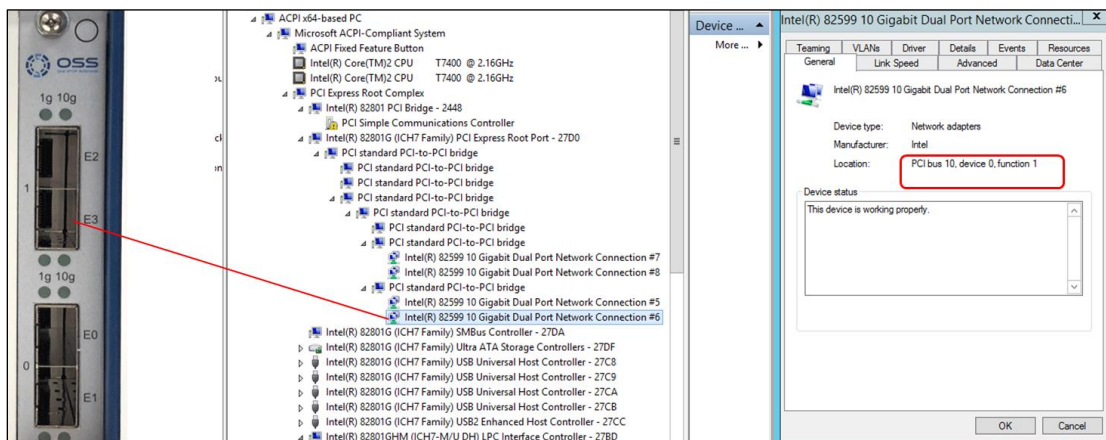 OSS
1g 10g
E2
1
E3
1g 10g
E0
0
E1
ACPI x64-based PC
Microsoft ACPI-Compliant System
ACPI Fixed Feature Button
Intel(R) Core(TM)2 CPU T7400 @ 2.16GHz
Intel(R) Core(TM)2 CPU T7400 @ 2.16GHz
PCI Express Root Complex
Intel(R) 82801 PCI Bridge - 2448
PCI Simple Communications Controller
Intel(R) 82801G (ICH7 Family) PCI Express Root Port - 27D0
PCI standard PCI-to-PCI bridge
PCI standard PCI-to-PCI bridge
PCI standard PCI-to-PCI bridge
PCI standard PCI-to-PCI bridge
PCI standard PCI-to-PCI bridge
PCI standard PCI-to-PCI bridge
PCI standard PCI-to-PCI bridge
Intel(R) 82599 10 Gigabit Dual Port Network Connection #7
Intel(R) 82599 10 Gigabit Dual Port Network Connection #8
PCI standard PCI-to-PCI bridge
Intel(R) 82599 10 Gigabit Dual Port Network Connection #5
Intel(R) 82599 10 Gigabit Dual Port Network Connection #6
Intel(R) 82801G (ICH7 Family) SMBus Controller - 27DA
Intel(R) 82801G (ICH7 Family) Ultra ATA Storage Controllers - 27DF
Intel(R) 82801G (ICH7 Family) USB Universal Host Controller - 27C8
Intel(R) 82801G (ICH7 Family) USB Universal Host Controller - 27C9
Intel(R) 82801G (ICH7 Family) USB Universal Host Controller - 27CA
Intel(R) 82801G (ICH7 Family) USB Universal Host Controller - 27CB
Intel(R) 82801G (ICH7 Family) USB2 Enhanced Host Controller - 27CC
Intel(R) 82801GHM (ICH7-M/U DH) LPC Interface Controller - 27BD
Device ...
More ...
Intel(R) 82599 10 Gigabit Dual Port Network Connecti... X
Teaming VLANs Driver Details Events Resources
General Link Speed Advanced Data Center
Intel(R) 82599 10 Gigabit Dual Port Network Connection #6
Device type: Network adapters
Manufacturer: Intel
Location: PCI bus 10, device 0, function 1
Device status
This device is working properly.
OK Cancel